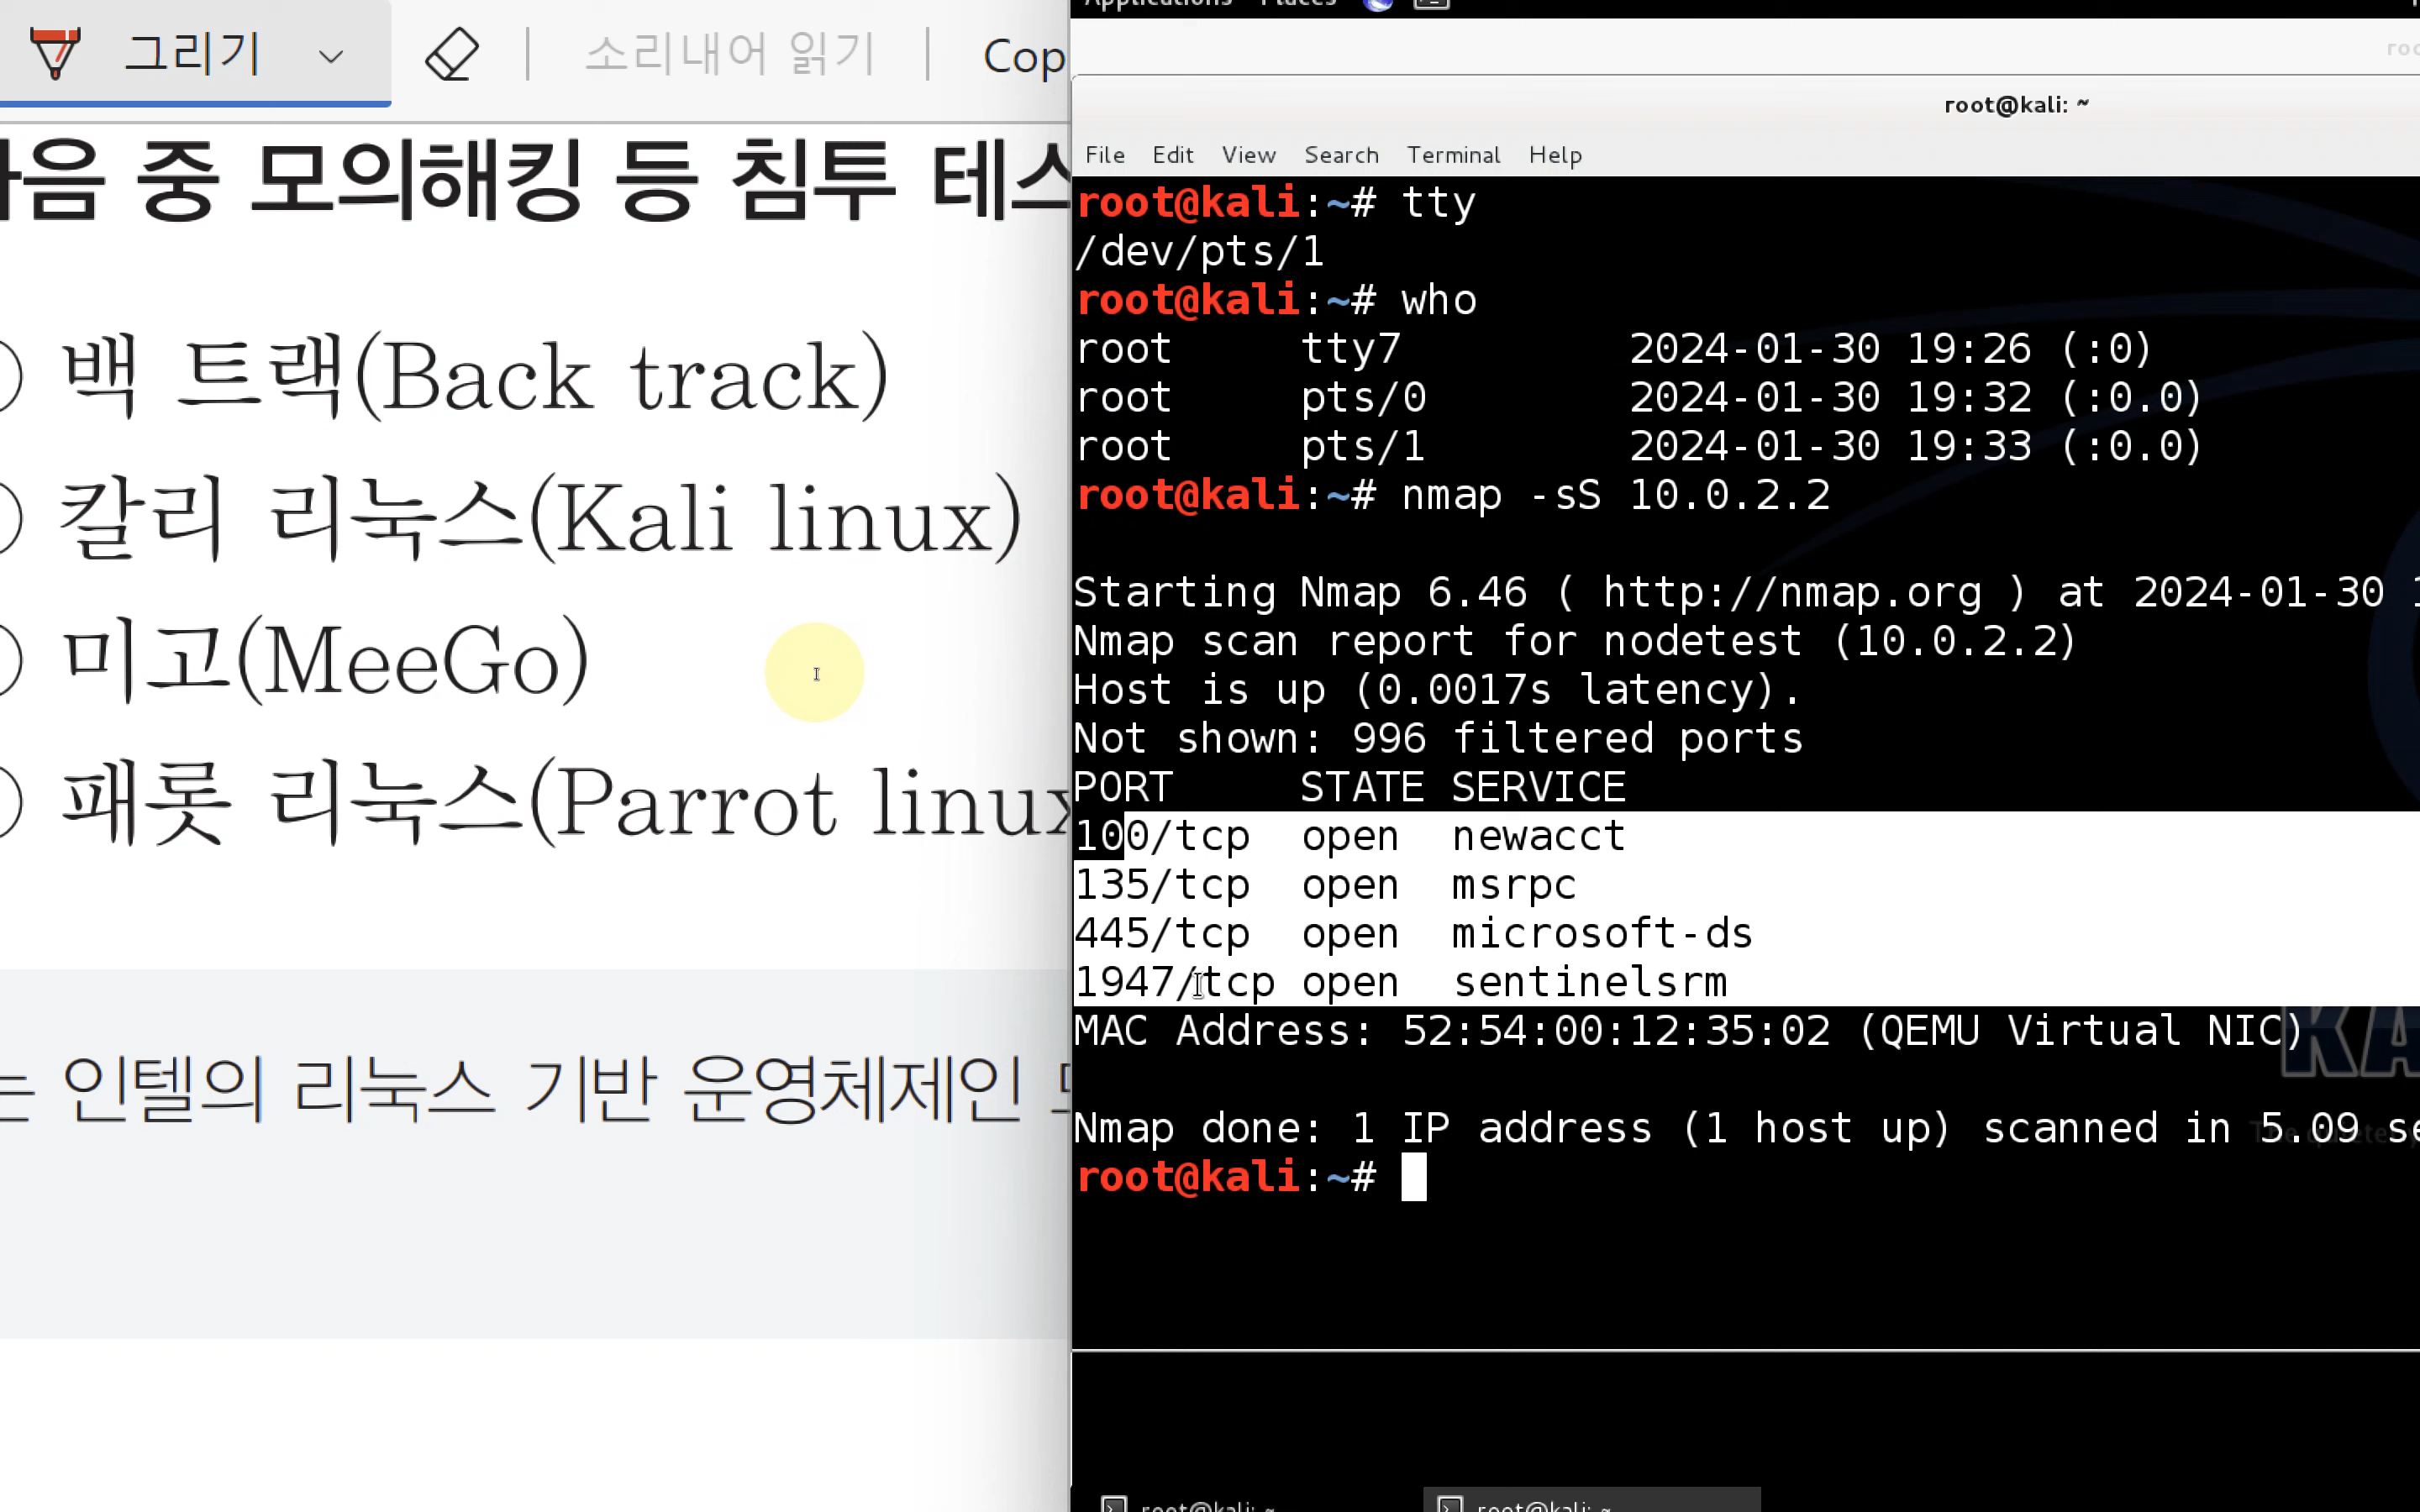 그리기
소리내어 읽기
음 중 모의해킹 등 침투
백 트랙(Back track)
칼리 리눅스(Kali linux)
미고(MeeGo)
패롯 리눅스(Parrot linux
는 인텔의 리눅스 기반 운영체제인
Applications Places
root@kali: ~
File Edit View Search Terminal Help
root@kali:~# tty
/dev/pts/1
root@kali:~# who
root tty7 2024-01-30 19:26 (:0)
root pts/0 2024-01-30 19:32 (:0.0)
root pts/1 2024-01-30 19:33 (:0.0)
root@kali:~# nmap -sS 10.0.2.2
Starting Nmap 6.46 ( http://nmap.org ) at 2024-01-30
Nmap scan report for nodetest (10.0.2.2)
Host is up (0.0017s latency).
Not shown: 996 filtered ports
PORT STATE SERVICE
100/tcp open newacct
135/tcp open msrpc
445/tcp open microsoft-ds
1947/tcp open sentinelsrm
MAC Address: 52:54:00:12:35:02 (QEMU Virtual NIC)
Nmap done: 1 IP address (1 host up) scanned in 5.09
root@kali:~#
root@kali: ~
root@kali: ~